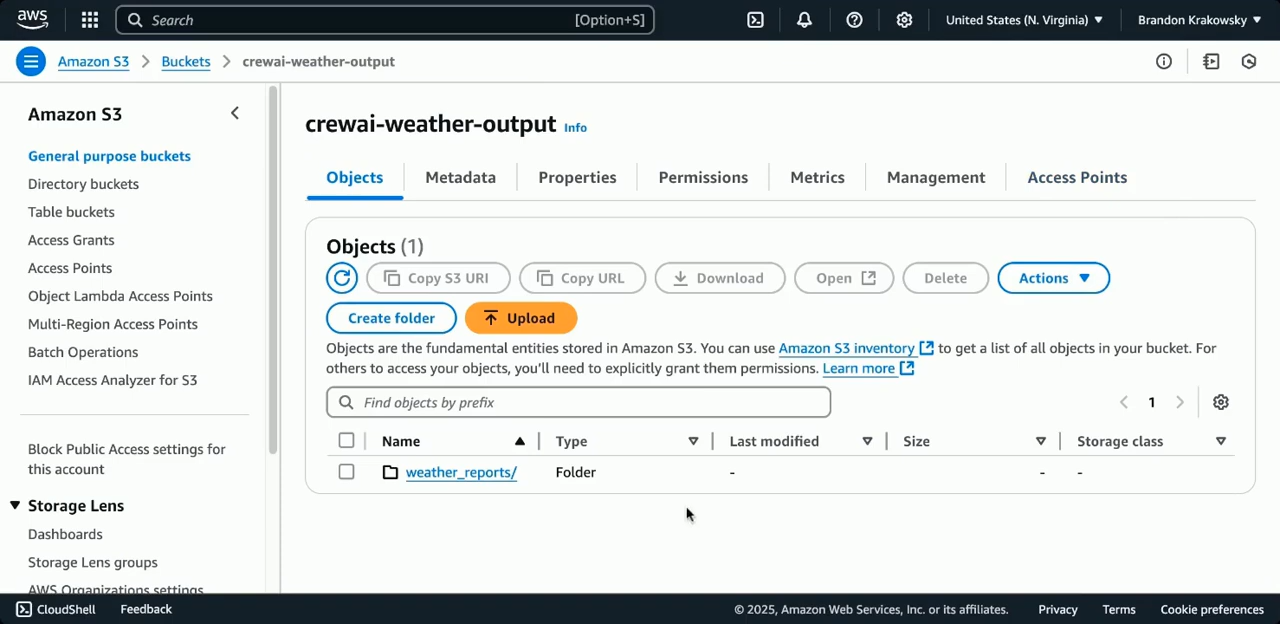 aws
Search [Option+S] United States (N. Virginia) ▼ Brandon Krakowsky ▼
Amazon S3 > Buckets > crewai-weather-output
Amazon S3
General purpose buckets
Directory buckets
Table buckets
Access Grants
Access Points
Object Lambda Access Points
Multi-Region Access Points
Batch Operations
IAM Access Analyzer for S3
Block Public Access settings for
this account
Storage Lens
Dashboards
Storage Lens groups
AWS Organizations settings
crewai-weather-output Info
Objects Metadata Properties Permissions Metrics Management Access Points
Objects (1)
Copy S3 URI Copy URL Download Open Delete Actions ▼
Create folder Upload
Objects are the fundamental entities stored in Amazon S3. You can use Amazon S3 inventory to get a list of all objects in your bucket. For
others to access your objects, you'll need to explicitly grant them permissions. Learn more
Find objects by prefix < 1 >
Name Type Last modified Size Storage class
weather_reports/ Folder - - -
CloudShell Feedback © 2025, Amazon Web Services, Inc. or its affiliates. Privacy Terms Cookie preferences